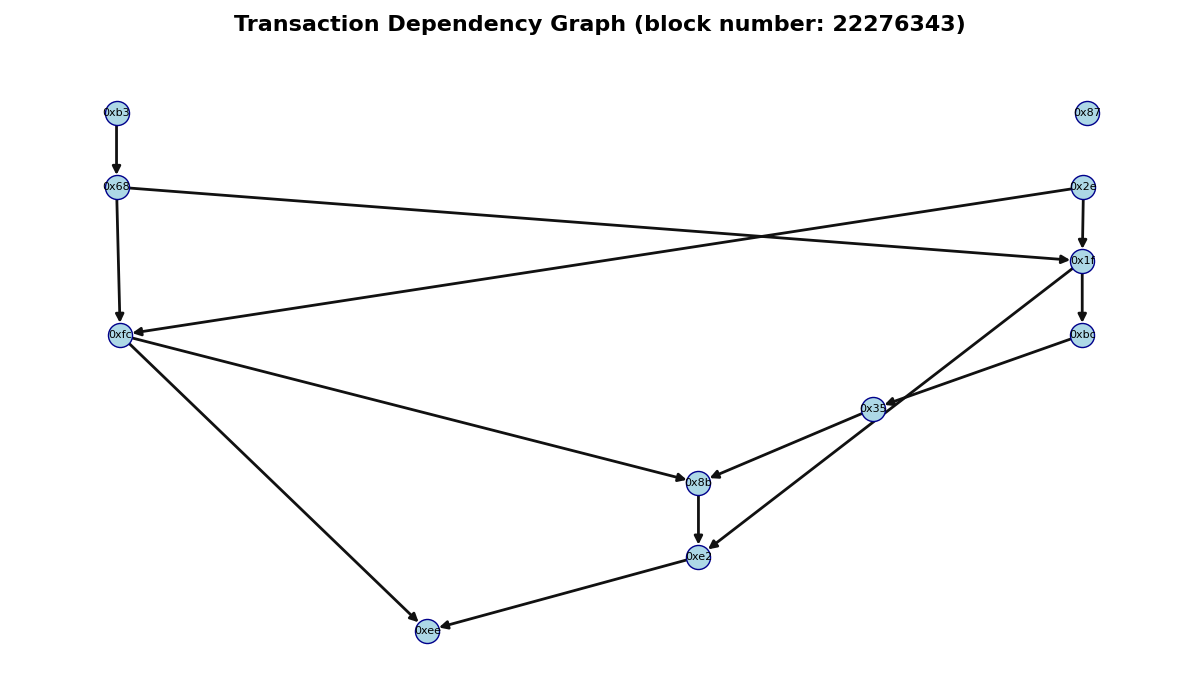 Transaction Dependency Graph (block number: 22276343)
0xb3
0x87
0x68
0x2e
0x1f
0xfc
0xbc
0x35
0x8b
0xe2
0xee